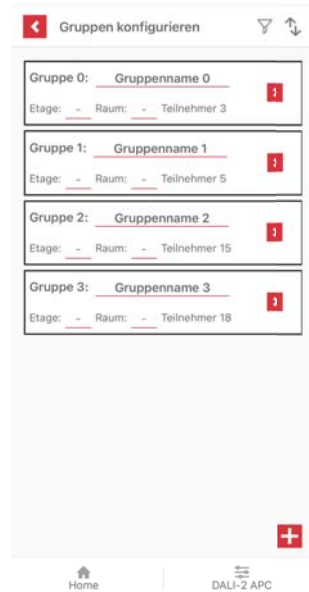 Gruppen konfigurieren
Gruppe 0: Gruppenname 0
Etage: - Raum: - Teilnehmer 3
Gruppe 1: Gruppenname 1
Etage: - Raum: - Teilnehmer 5
Gruppe 2: Gruppenname 2
Etage: - Raum: - Teilnehmer 15
Gruppe 3: Gruppenname 3
Etage: - Raum: - Teilnehmer 18
Home DALI-2 APC